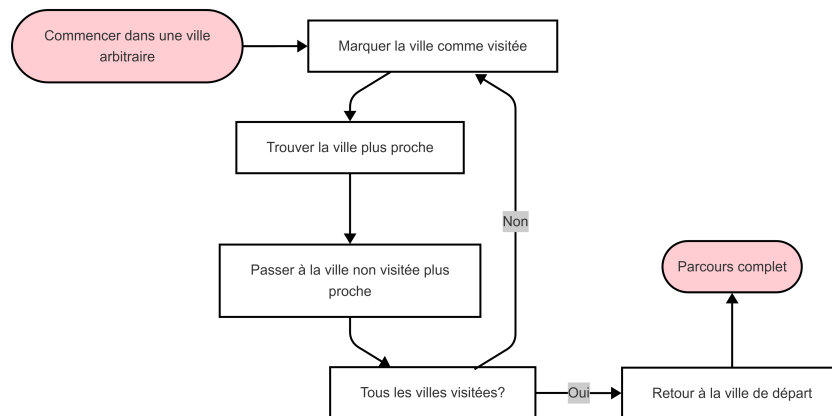 Commencer dans une ville
arbitraire
Marquer la ville comme visitée
Trouver la ville plus proche
Passer à la ville non visitée plus
proche
Tous les villes visitées?
Non
Oui
Retour à la ville de départ
Parcours complet